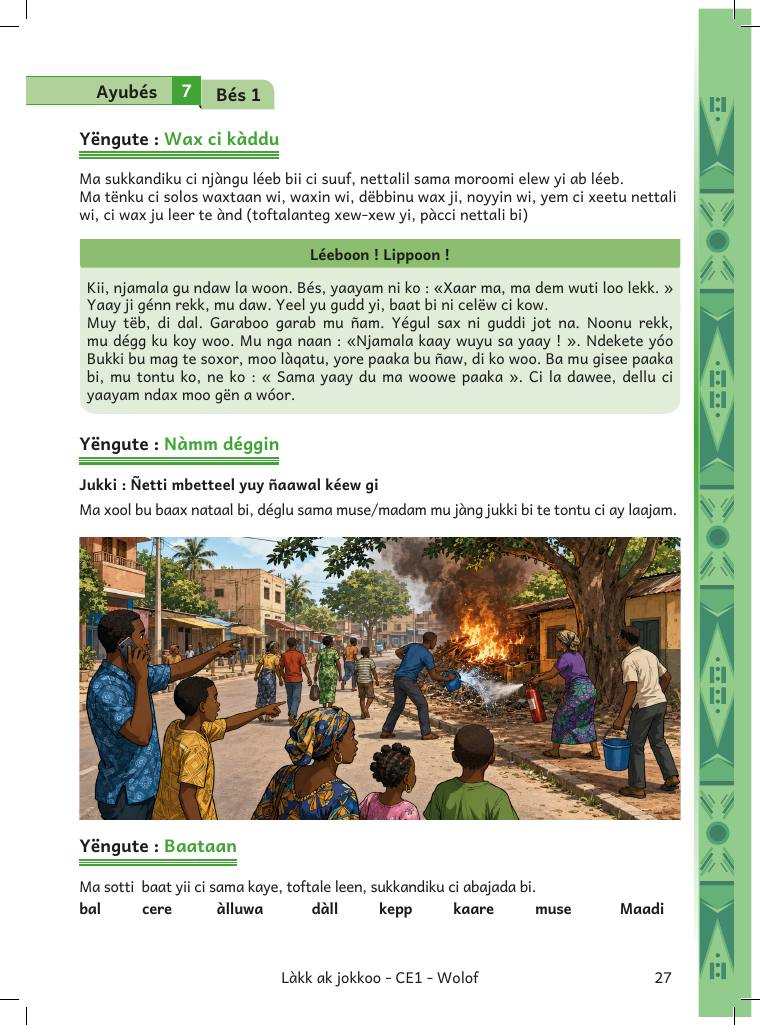 Ayubés 7 Bés 1
Yëngute : Wax ci kàddu
Ma sukkandiku ci njàngu léeb bii ci suuf, nettalil sama moroomi elew yi ab léeb.
Ma tënku ci solos waxtaan wi, waxin wi, dëbbinu wax ji, noyyin wi, yem ci xeetu nettali
wi, ci wax ju leer te ànd (toftalanteg xew-xew yi, pàcci nettali bi)
Léeboon ! Lippoon !
Kii, njamala gu ndaw la woon. Bés, yaayam ni ko : «Xaar ma, ma dem wuti loo lekk. »
Yaay ji génn rekk, mu daw. Yeel yu gudd yi, baat bi ni celëw ci kow.
Muy tëb, di dal. Garaboo garab mu ñam. Yégul sax ni guddi jot na. Noonu rekk,
mu dégg ku koy woo. Mu nga naan : «Njamala kaay wuyu sa yaay ! ». Ndekete yóo
Bukki bu mag te soxor, moo làqatu, yore paaka bu ñaw, di ko woo. Ba mu gisee paaka
bi, mu tontu ko, ne ko : « Sama yaay du ma woowe paaka ». Ci la dawee, dellu ci
yaayam ndax moo gën a wóor.
Yëngute : Nàmm déggin
Jukki : Ñetti mbetteel yuy ñaawal kéew gi
Ma xool bu baax nataal bi, déglu sama muse/madam mu jàng jukki bi te tontu ci ay laajam.
Yëngute : Baataan
Ma sotti baat yii ci sama kaye, toftale leen, sukkandiku ci abajada bi.
bal cere àlluwa dàll kepp kaare muse Maadi
Làkk ak jokkoo - CE1 - Wolof 27